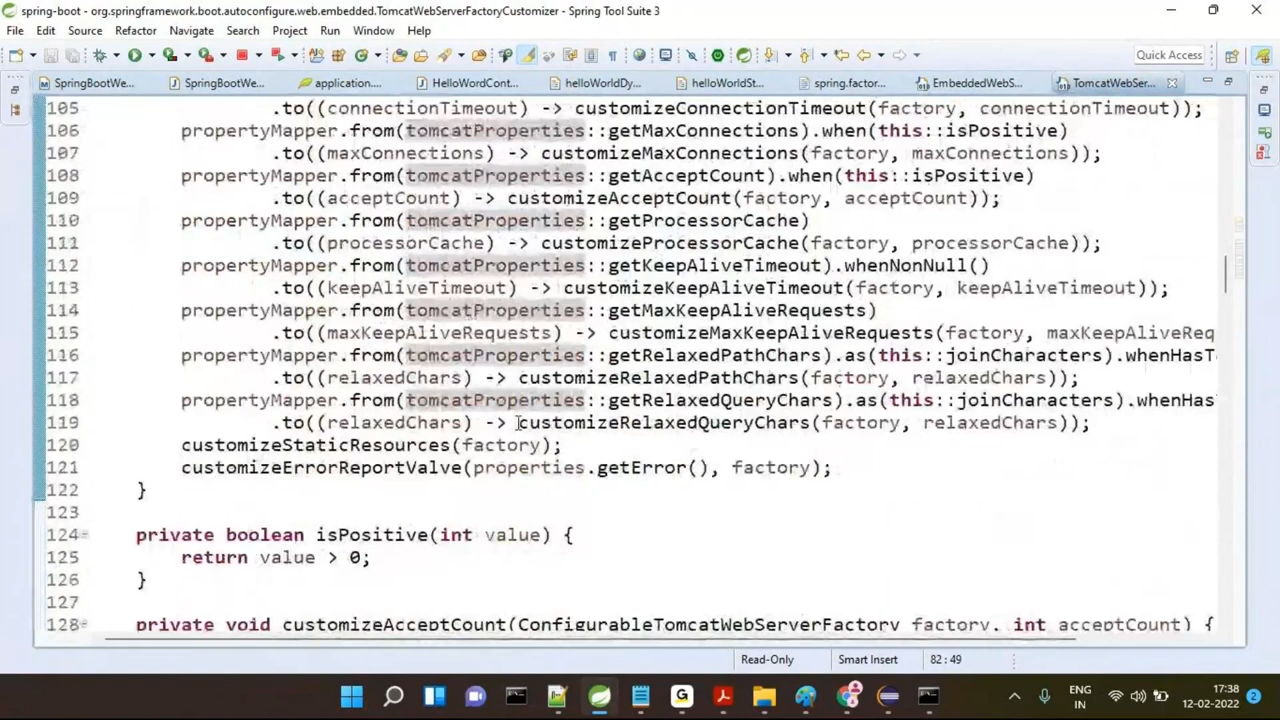 spring-boot - org.springframework.boot.autoconfigure.web.embedded.TomcatWebServerFactoryCustomizer - Spring Tool Suite 3
File Edit Source Refactor Navigate Search Project Run Window Help
Quick Access
SpringBootWe... SpringBootWe... application.... HelloWordCont... helloWorldDy... helloWorldSt... spring.factor... EmbeddedWebS... TomcatWebSer...
105 .to((connectionTimeout) -> customizeConnectionTimeout(factory, connectionTimeout));
106 propertyMapper.from(tomcatProperties::getMaxConnections).when(this::isPositive)
107 .to((maxConnections) -> customizeMaxConnections(factory, maxConnections));
108 propertyMapper.from(tomcatProperties::getAcceptCount).when(this::isPositive)
109 .to((acceptCount) -> customizeAcceptCount(factory, acceptCount));
110 propertyMapper.from(tomcatProperties::getProcessorCache)
111 .to((processorCache) -> customizeProcessorCache(factory, processorCache));
112 propertyMapper.from(tomcatProperties::getKeepAliveTimeout).whenNonNull()
113 .to((keepAliveTimeout) -> customizeKeepAliveTimeout(factory, keepAliveTimeout));
114 propertyMapper.from(tomcatProperties::getMaxKeepAliveRequests)
115 .to((maxKeepAliveRequests) -> customizeMaxKeepAliveRequests(factory, maxKeepAliveReq
116 propertyMapper.from(tomcatProperties::getRelaxedPathChars).as(this::joinCharacters).whenHasT
117 .to((relaxedChars) -> customizeRelaxedPathChars(factory, relaxedChars));
118 propertyMapper.from(tomcatProperties::getRelaxedQueryChars).as(this::joinCharacters).whenHas
119 .to((relaxedChars) -> customizeRelaxedQueryChars(factory, relaxedChars));
120 customizeStaticResources(factory);
121 customizeErrorReportValve(properties.getError(), factory);
122 }
123
124 private boolean isPositive(int value) {
125 return value > 0;
126 }
127
128 private void customizeAcceptCount(ConfigurableTomcatWebServerFactory factory, int acceptCount) {
Read-Only Smart Insert 82 : 49
ENG
IN
17:38
12-02-2022
2